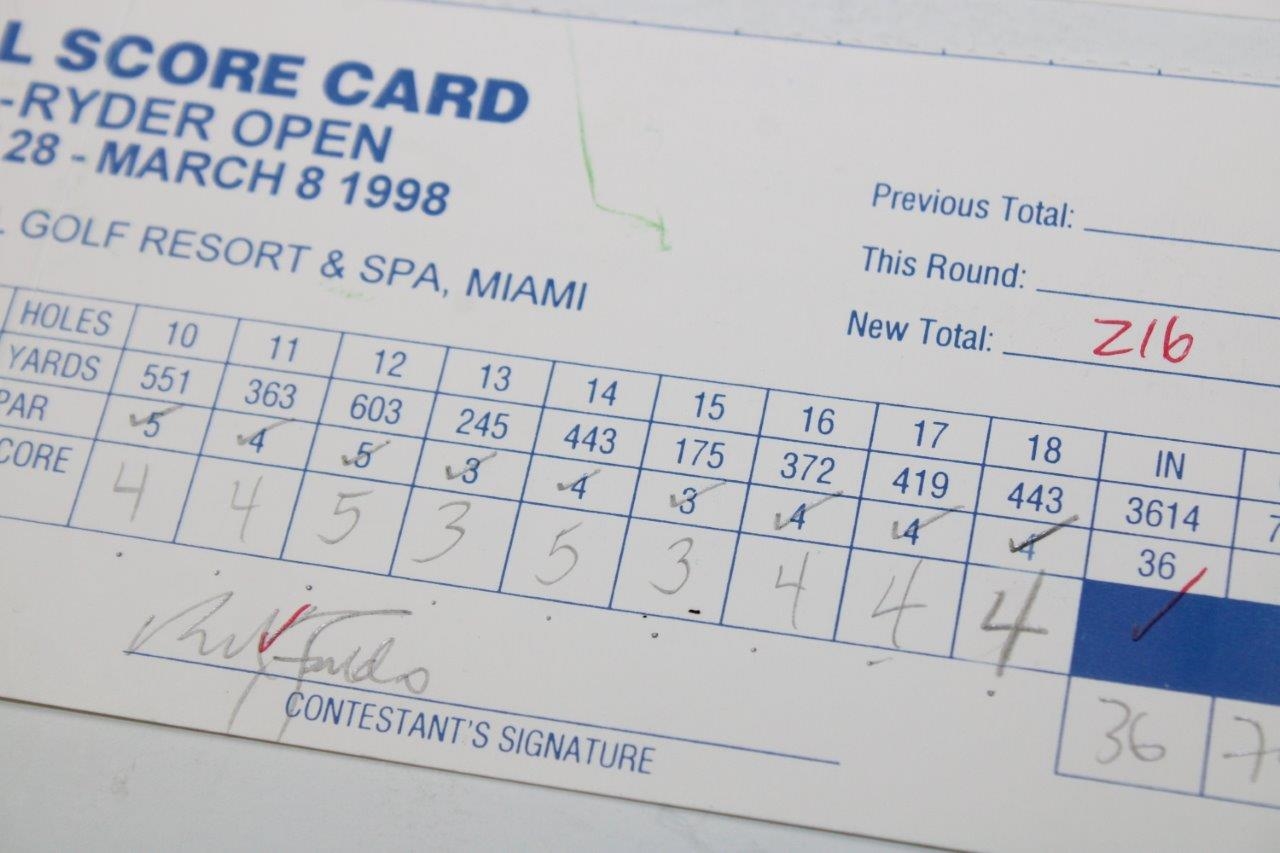 L SCORE CARD
-RYDER OPEN
28 - MARCH 8 1998
L GOLF RESORT & SPA, MIAMI
Previous Total:
This Round:
New Total: 216
HOLES 10 11 12 13 14 15 16 17 18 IN
YARDS 551 363 603 245 443 175 372 419 443 3614 7
PAR 5 4 5 3 4 3 4 4 4 36
CORE 4 4 5 3 5 3 4 4 4
36 7
CONTESTANT'S SIGNATURE